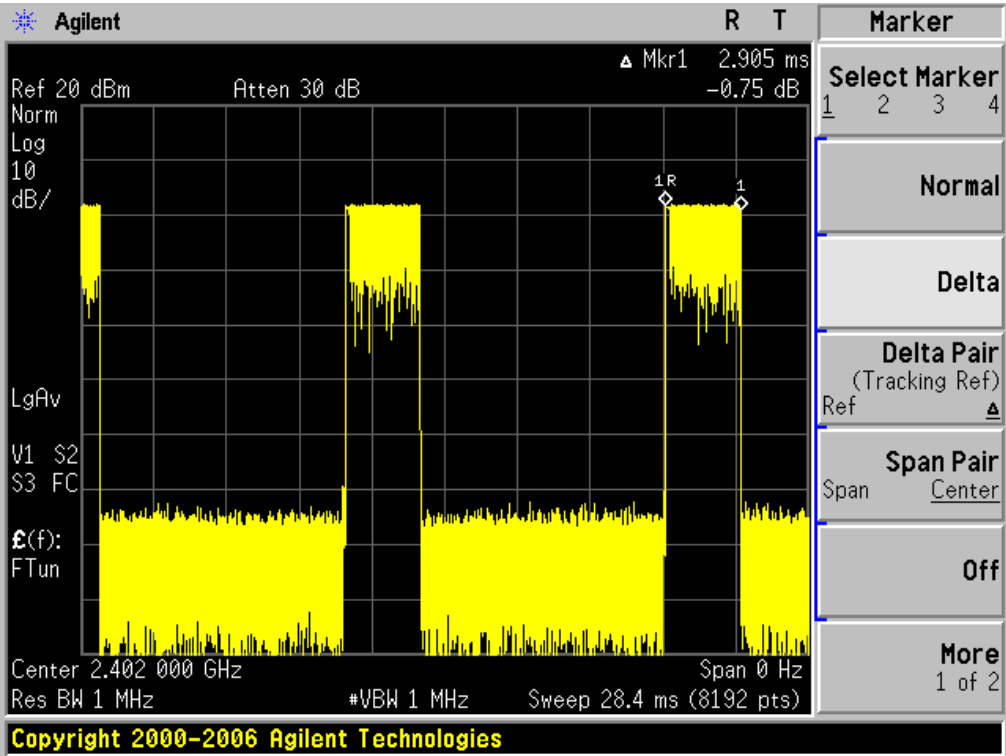 Agilent R T Marker
Δ Mkr1 2.905 ms
Ref 20 dBm Atten 30 dB -0.75 dB
Norm
Log
10
dB/
1R 1
LgAv
V1 S2
S3 FC
£(f):
FTun
Center 2.402 000 GHz Span 0 Hz
Res BW 1 MHz #VBW 1 MHz Sweep 28.4 ms (8192 pts)
Select Marker
1 2 3 4
Normal
Delta
Delta Pair
(Tracking Ref)
Ref Δ
Span Pair
Span Center
Off
More
1 of 2
Copyright 2000-2006 Agilent Technologies